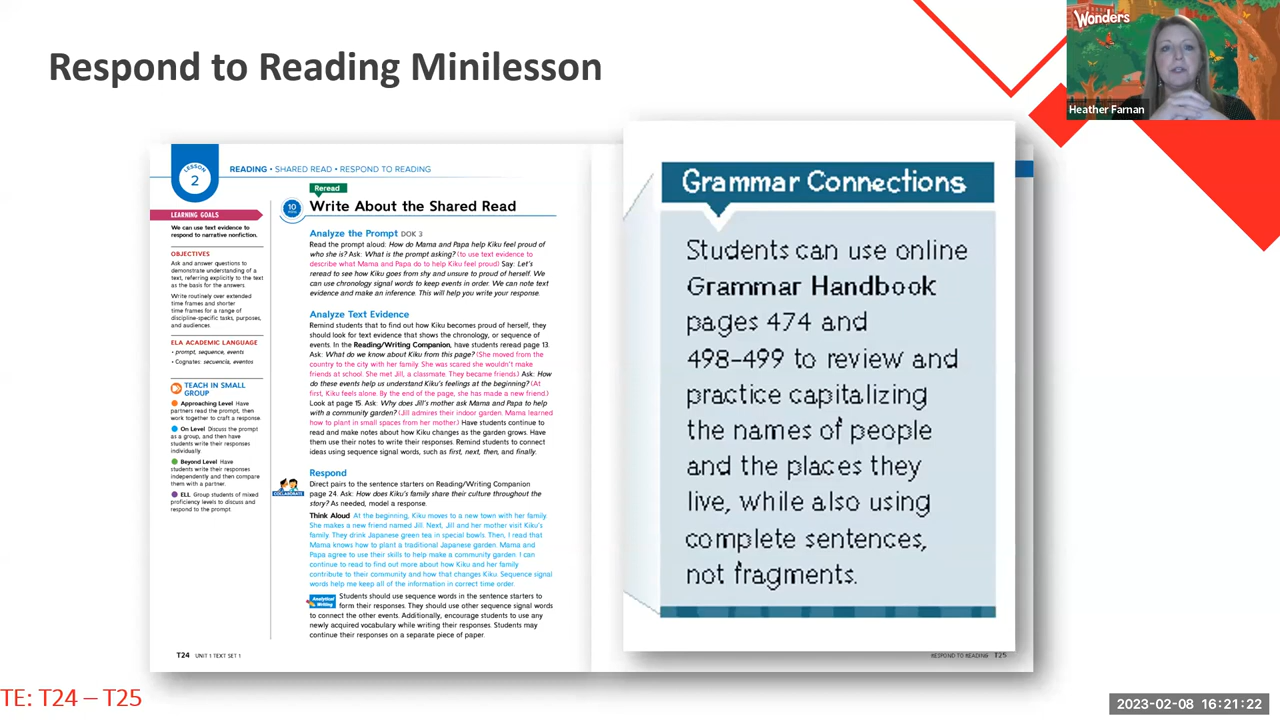 Respond to Reading Minilesson
Wonders
Heather Farnan
LESSON
2
READING • SHARED READ • RESPOND TO READING
LEARNING GOALS
We can use text evidence to
respond to narrative nonfiction.
OBJECTIVES
Ask and answer questions to
demonstrate understanding of a
text, referring explicitly to the text
as the basis for the answers.
Write routinely over extended
time frames and shorter
time frames for a range of
discipline-specific tasks, purposes,
and audiences.
ELA ACADEMIC LANGUAGE
• prompt, sequence, events
• Cognates: secuencia, eventos
TEACH IN SMALL
GROUP
Approaching Level Have
partners read the prompt, then
work together to craft a response.
On Level Discuss the prompt
as a group, and then have
students write their responses
individually.
Beyond Level Have
students write their responses
independently and then compare
them with a partner.
ELL Group students of mixed
proficiency levels to discuss and
respond to the prompt.
Reread
10
MINS
Write About the Shared Read
Analyze the Prompt DOK 3
Read the prompt aloud: How do Mama and Papa help Kiku feel proud of
who she is? Ask: What is the prompt asking? (to use text evidence to
describe what Mama and Papa do to help Kiku feel proud) Say: Let's
reread to see how Kiku goes from shy and unsure to proud of herself. We
can use chronology signal words to keep events in order. We can note text
evidence and make an inference. This will help you write your response.
Analyze Text Evidence
Remind students that to find out how Kiku becomes proud of herself, they
should look for text evidence that shows the chronology, or sequence of
events. In the Reading/Writing Companion, have students reread page 13.
Ask: What do we know about Kiku from this page? (She moved from the
country to the city with her family. She was scared she wouldn't make
friends at school. She met Jill, a classmate. They became friends.) Ask: How
do these events help us understand Kiku's feelings at the beginning? (At
first, Kiku feels alone. By the end of the page, she has made a new friend.)
Look at page 15. Ask: Why does Jill's mother ask Mama and Papa to help
with a community garden? (Jill admires their indoor garden. Mama learned
how to plant in small spaces from her mother.) Have students continue to
read and make notes about how Kiku changes as the garden grows. Have
them use their notes to write their responses. Remind students to connect
ideas using sequence signal words, such as first, next, then, and finally.
Respond
COLLABORATE
Direct pairs to the sentence starters on Reading/Writing Companion
page 24. Ask: How does Kiku's family share their culture throughout the
story? As needed, model a response.
Think Aloud At the beginning, Kiku moves to a new town with her family.
She makes a new friend named Jill. Next, Jill and her mother visit Kiku's
family. They drink Japanese green tea in special bowls. Then, I read that
Mama knows how to plant a traditional Japanese garden. Mama and
Papa agree to use their skills to help make a community garden. I can
continue to read to find out more about how Kiku and her family
contribute to their community and how that changes Kiku. Sequence signal
words help me keep all of the information in correct time order.
Analytical
Writing
Students should use sequence words in the sentence starters to
form their responses. They should use other sequence signal words
to connect the other events. Additionally, encourage students to use any
newly acquired vocabulary while writing their responses. Students may
continue their responses on a separate piece of paper.
T24 UNIT 1 TEXT SET 1
Grammar Connections
Students can use online
Grammar Handbook
pages 474 and
498–499 to review and
practice capitalizing
the names of people
and the places they
live, while also using
complete sentences,
not fragments.
RESPOND TO READING T25
TE: T24 – T25
2023-02-08 16:21:22